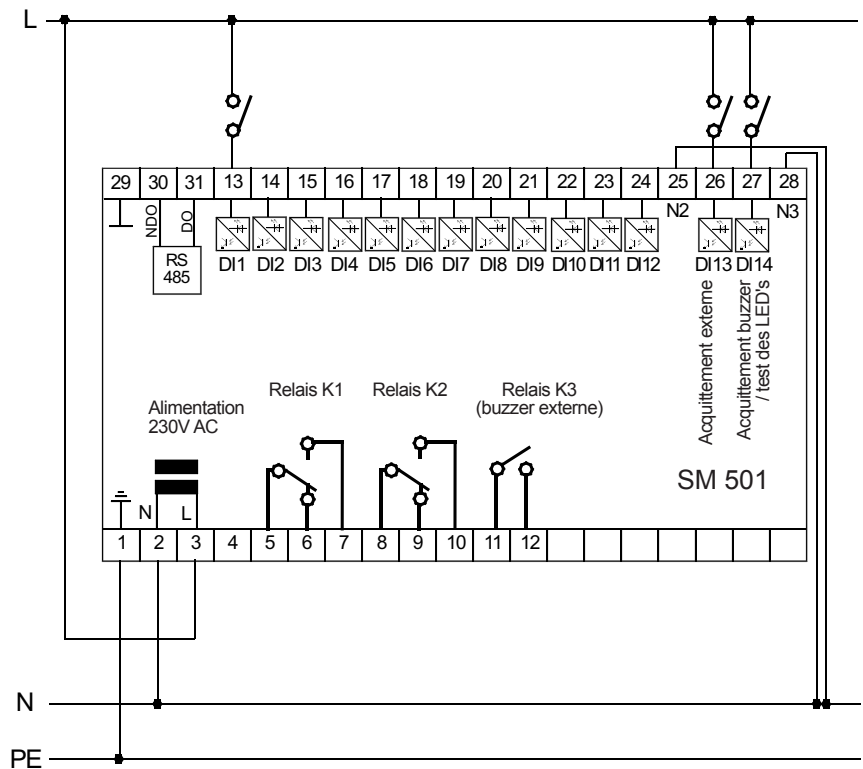 L
29 30 31 13 14 15 16 17 18 19 20 21 22 23 24 25 26 27 28
NDO
DO
N2
N3
RS
485
DI1 DI2 DI3 DI4 DI5 DI6 DI7 DI8 DI9 DI10 DI11 DI12 DI13 DI14
Acquittement externe
Acquittement buzzer
/ test des LED's
Alimentation
230V AC
Relais K1
Relais K2
Relais K3
(buzzer externe)
SM 501
N
L
1 2 3 4 5 6 7 8 9 10 11 12
N
PE